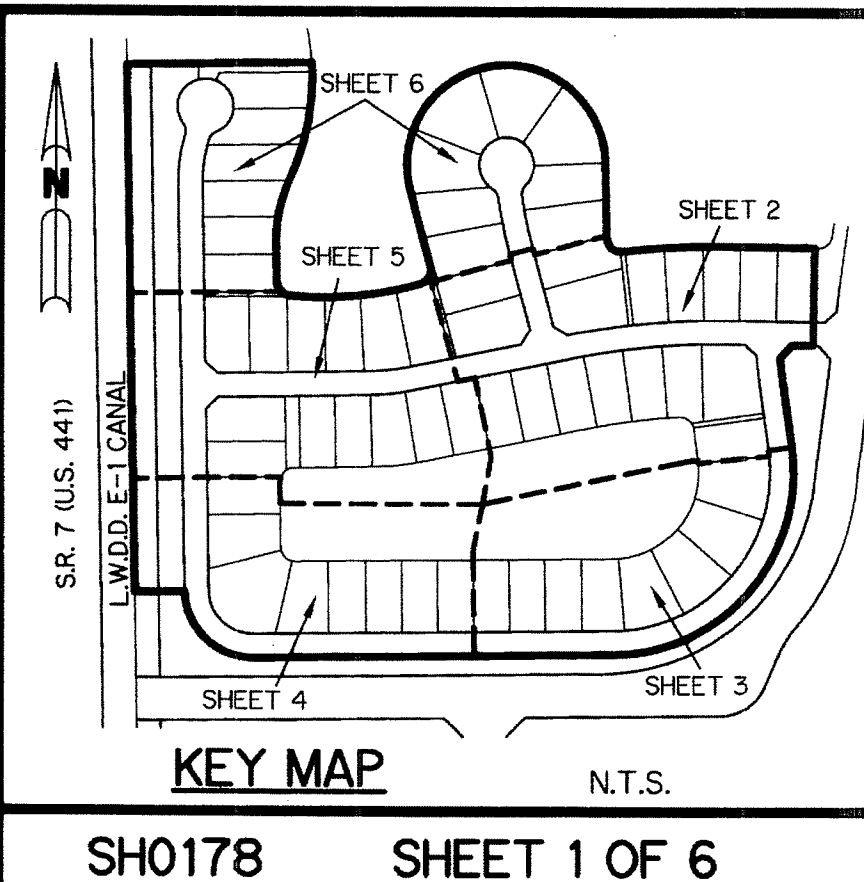 SHEET 6
N
SHEET 2
SHEET 5
S.R. 7 (U.S. 441)
L.W.D.D. E-1 CANAL
SHEET 4
SHEET 3
KEY MAP
N.T.S.
SH0178 SHEET 1 OF 6